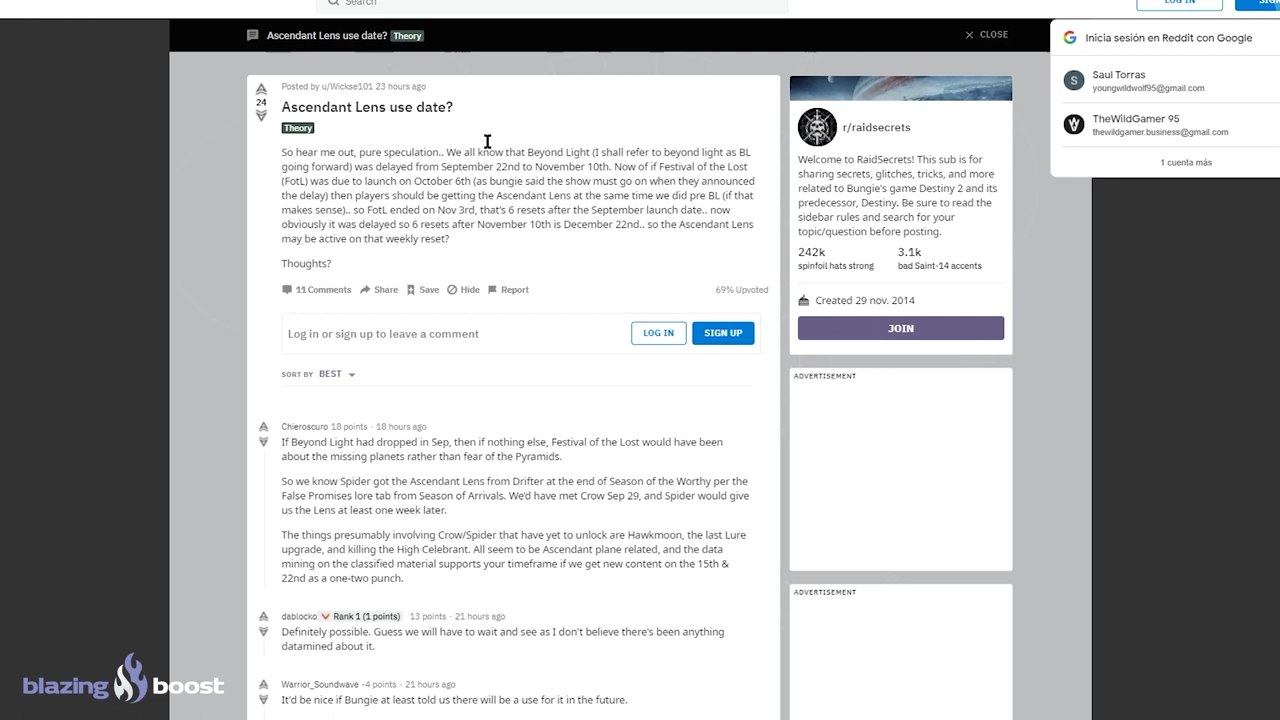 Search
LOG IN
Ascendant Lens use date? Theory
CLOSE
Inicia sesión en Reddit con Google
S
Saul Torras
youngwildwolf95@gmail.com
TheWildGamer 95
thewildgamer.business@gmail.com
1 cuenta más
Posted by u/Wickse101 23 hours ago
24
Ascendant Lens use date?
Theory
So hear me out, pure speculation.. We all know that Beyond Light (I shall refer to beyond light as BL
going forward) was delayed from September 22nd to November 10th. Now of if Festival of the Lost
(FotL) was due to launch on October 6th (as bungie said the show must go on when they announced
the delay) then players should be getting the Ascendant Lens at the same time we did pre BL (if that
makes sense).. so FotL ended on Nov 3rd, that's 6 resets after the September launch date.. now
obviously it was delayed so 6 resets after November 10th is December 22nd.. so the Ascendant Lens
may be active on that weekly reset?
Thoughts?
11 Comments Share Save Hide Report
69% Upvoted
Log in or sign up to leave a comment
LOG IN
SIGN UP
SORT BY BEST
Chieroscuro 18 points · 18 hours ago
If Beyond Light had dropped in Sep, then if nothing else, Festival of the Lost would have been
about the missing planets rather than fear of the Pyramids.
So we know Spider got the Ascendant Lens from Drifter at the end of Season of the Worthy per the
False Promises lore tab from Season of Arrivals. We'd have met Crow Sep 29, and Spider would give
us the Lens at least one week later.
The things presumably involving Crow/Spider that have yet to unlock are Hawkmoon, the last Lure
upgrade, and killing the High Celebrant. All seem to be Ascendant plane related, and the data
mining on the classified material supports your timeframe if we get new content on the 15th &
22nd as a one-two punch.
dablocko Rank 1 (1 points) 13 points · 21 hours ago
Definitely possible. Guess we will have to wait and see as I don't believe there's been anything
datamined about it.
Warrior_Soundwave -4 points · 21 hours ago
It'd be nice if Bungie at least told us there will be a use for it in the future.
r/raidsecrets
Welcome to RaidSecrets! This sub is for
sharing secrets, glitches, tricks, and more
related to Bungie's game Destiny 2 and its
predecessor, Destiny. Be sure to read the
sidebar rules and search for your
topic/question before posting.
242k
3.1k
spinfoil hats strong
bad Saint-14 accents
Created 29 nov. 2014
JOIN
ADVERTISEMENT
ADVERTISEMENT
blazing boost